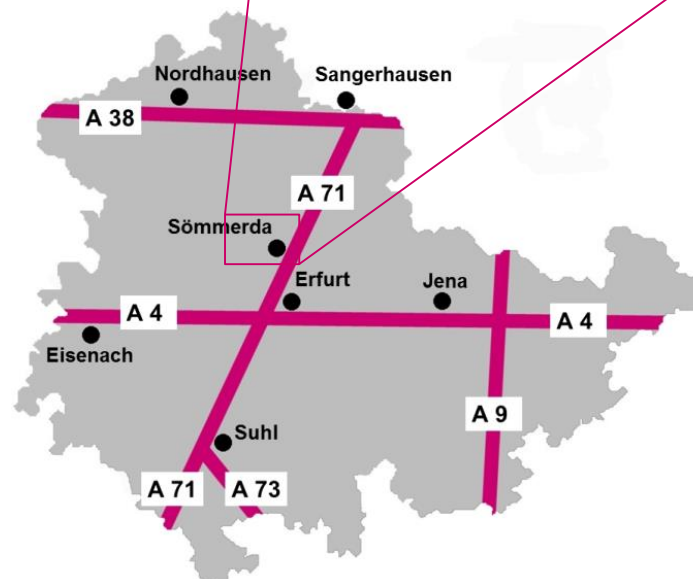 Nordhausen
Sangerhausen
A 38
A 71
Sömmerda
Erfurt
Jena
A 4
A 4
Eisenach
A 9
Suhl
A 71
A 73